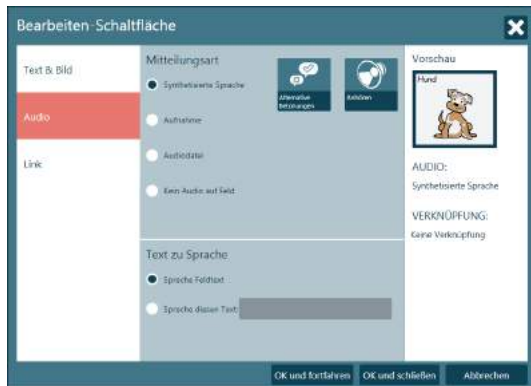 Bearbeiten-Schaltfläche
Text & Bild
Audio
Link
Mitteilungsart
Synthetisierte Sprache
Aufnahme
Audiodatei
Kein Audio auf Feld
Alternative
Betonungen
Anhören
Text zu Sprache
Spreche Feldtext
Spreche diesen Text:
Vorschau
Hund
AUDIO:
Synthetisierte Sprache
VERKNÜPFUNG:
Keine Verknüpfung
OK und fortfahren
OK und schließen
Abbrechen